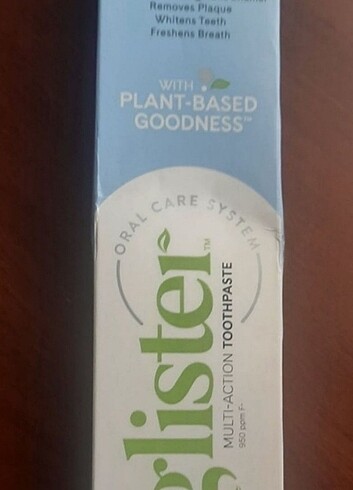 Removes Plaque
Whitens Teeth
Freshens Breath
WITH
PLANT-BASED
GOODNESS™
ORAL CARE SYSTEM
glister™
MULTI-ACTION TOOTHPASTE
950 ppm F-